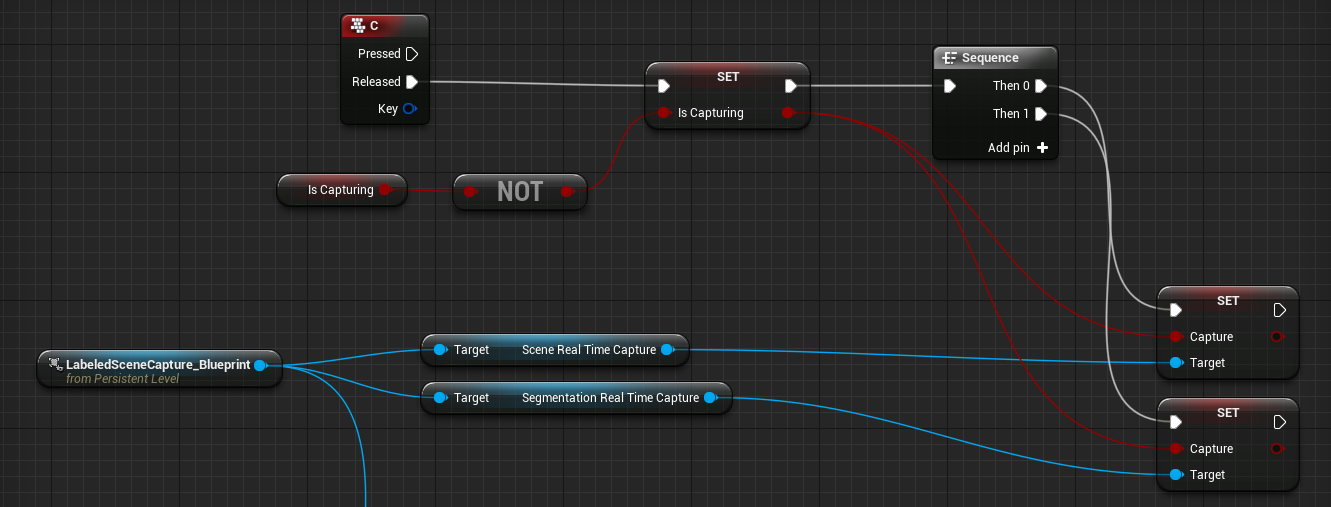 C
Pressed
Released
Key
SET
Is Capturing
Sequence
Then 0
Then 1
Add pin
Is Capturing
NOT
LabeledSceneCapture_Blueprint
from Persistent Level
Target Scene Real Time Capture
Target Segmentation Real Time Capture
SET
Capture
Target
SET
Capture
Target